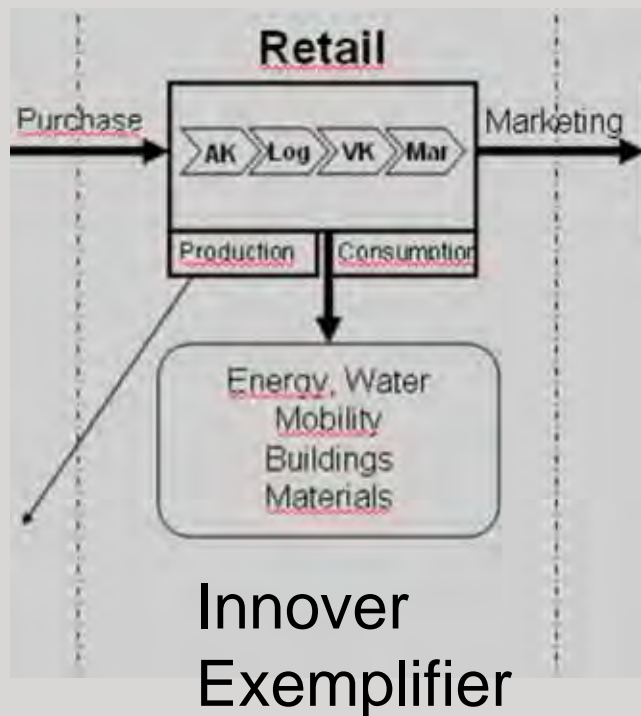 Retail
Purchase
Marketing
AK Log VK Mar
Production Consumption
Energy, Water
Mobility
Buildings
Materials
Innover
Exemplifier